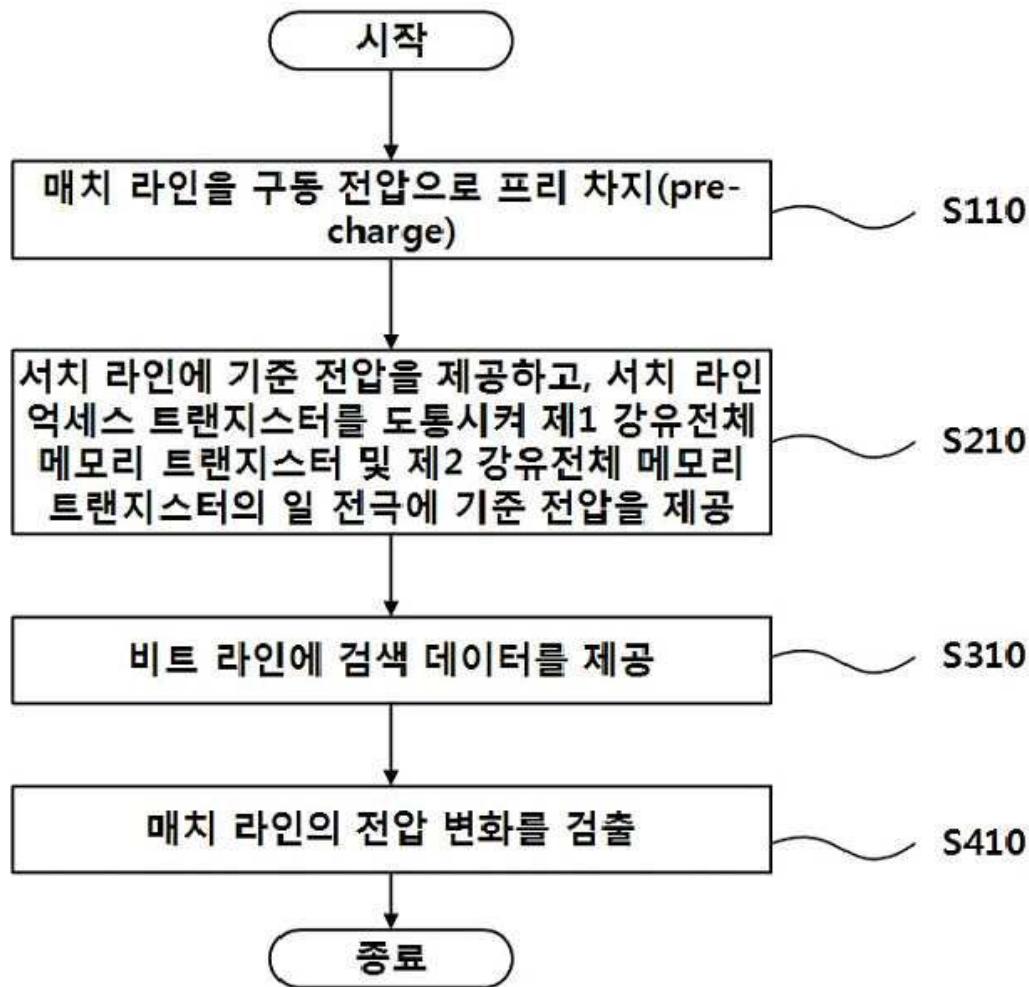 시작
매치 라인을 구동 전압으로 프리 차지(pre-
charge)
S110
서치 라인에 기준 전압을 제공하고, 서치 라인
억세스 트랜지스터를 도통시켜 제1 강유전체
메모리 트랜지스터 및 제2 강유전체 메모리
트랜지스터의 일 전극에 기준 전압을 제공
S210
비트 라인에 검색 데이터를 제공
S310
매치 라인의 전압 변화를 검출
S410
종료